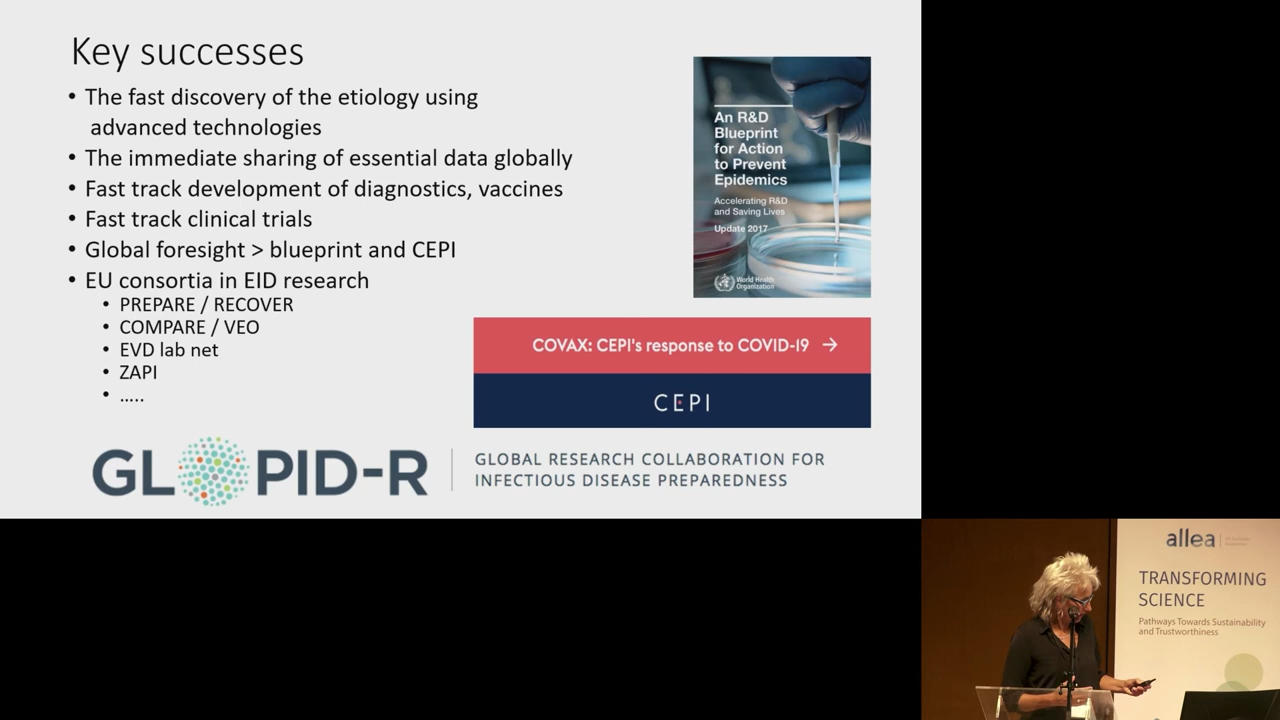 Key successes
• The fast discovery of the etiology using
advanced technologies
• The immediate sharing of essential data globally
• Fast track development of diagnostics, vaccines
• Fast track clinical trials
• Global foresight > blueprint and CEPI
• EU consortia in EID research
• PREPARE / RECOVER
• COMPARE / VEO
• EVD lab net
• ZAPI
• .....
An R&D
Blueprint
for Action
to Prevent
Epidemics
Accelerating R&D
and Saving Lives
Update 2017
World Health
Organization
COVAX: CEPI's response to COVID-19 →
CEPI
GLOPID-R
GLOBAL RESEARCH COLLABORATION FOR
INFECTIOUS DISEASE PREPAREDNESS
allea
TRANSFORMING
SCIENCE
Pathways Towards Sustainability
and Trustworthiness